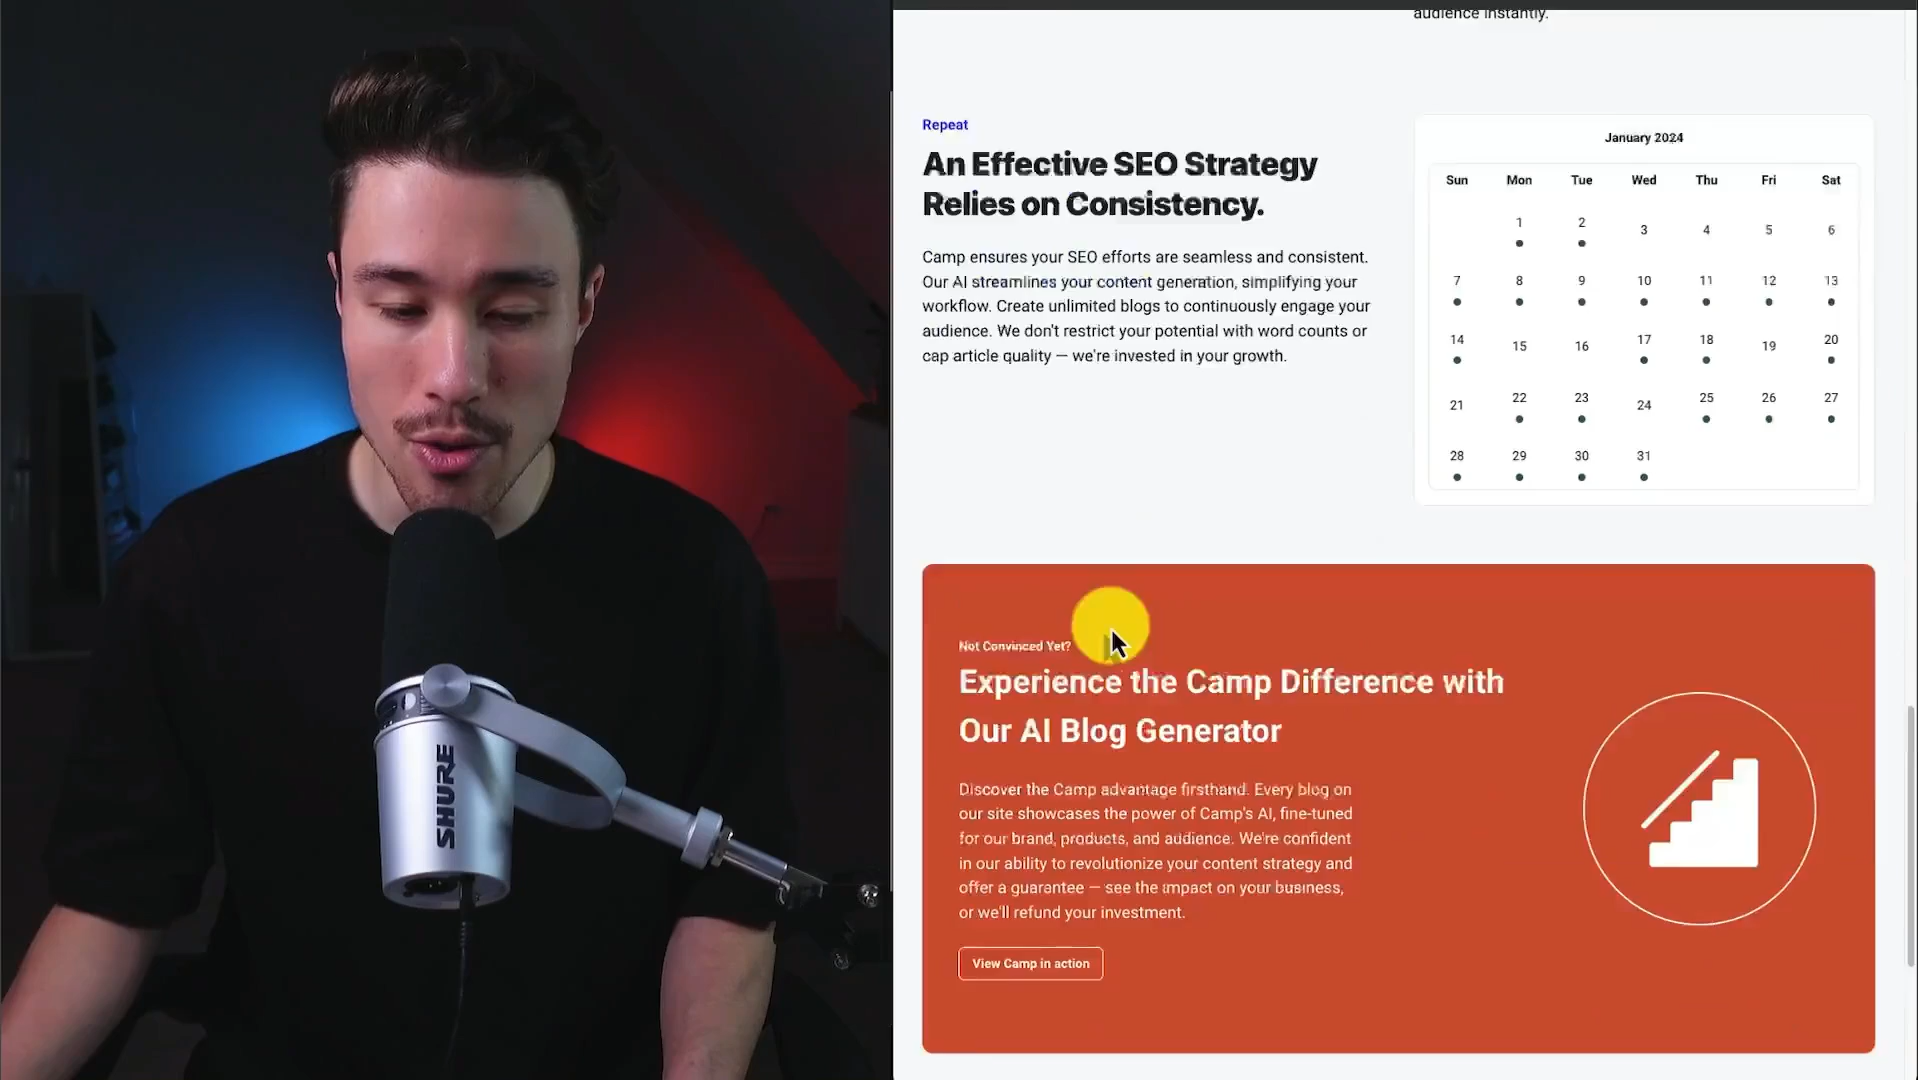 audience instantly.
Repeat
An Effective SEO Strategy
Relies on Consistency.
Camp ensures your SEO efforts are seamless and consistent.
Our AI streamlines your content generation, simplifying your
workflow. Create unlimited blogs to continuously engage your
audience. We don't restrict your potential with word counts or
cap article quality — we're invested in your growth.
January 2024
Sun Mon Tue Wed Thu Fri Sat
1 2 3 4 5 6
7 8 9 10 11 12 13
14 15 16 17 18 19 20
21 22 23 24 25 26 27
28 29 30 31
Not Convinced Yet?
Experience the Camp Difference with
Our AI Blog Generator
Discover the Camp advantage firsthand. Every blog on
our site showcases the power of Camp's AI, fine-tuned
for our brand, products, and audience. We're confident
in our ability to revolutionize your content strategy and
offer a guarantee — see the impact on your business,
or we'll refund your investment.
View Camp in action
SHURE